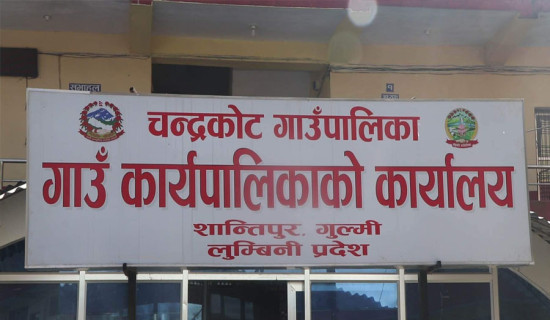 चन्द्रकोट गाउँपालिका
गाउँ कार्यपालिकाको कार्यालय
शान्तिपुर, गुल्मी
लुम्बिनी प्रदेश